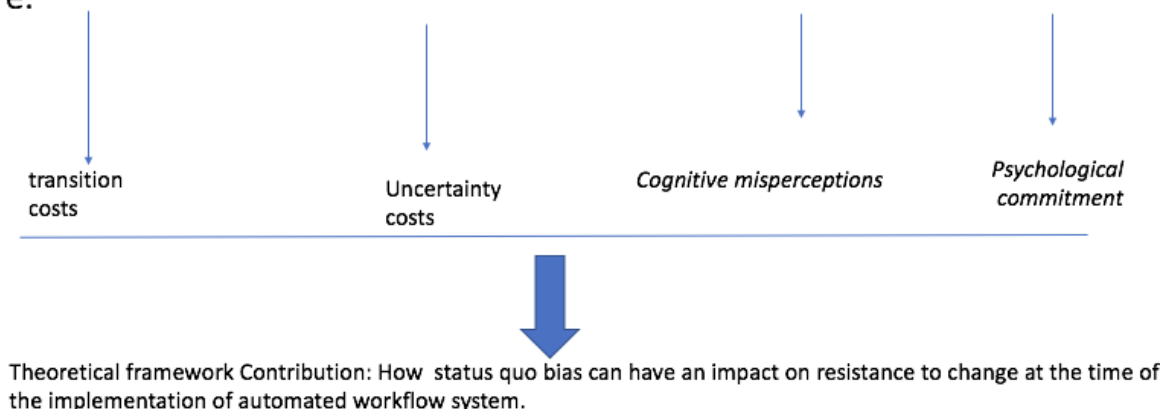 e.
transition
costs
Uncertainty
costs
Cognitive misperceptions
Psychological
commitment
Theoretical framework Contribution: How  status quo bias can have an impact on resistance to change at the time of
the implementation of automated workflow system.